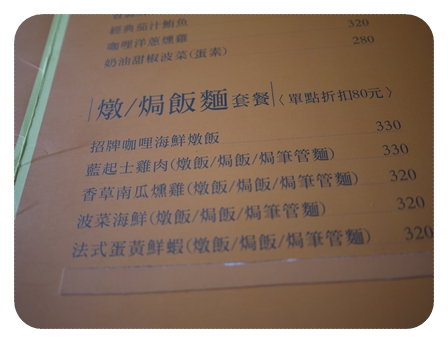 經典茄汁鮪魚
咖哩洋蔥燻雞 320
奶油甜椒波菜(蛋素) 280
燉/焗飯麵套餐〈單點折扣80元〉
招牌咖哩海鮮燉飯 330
藍起士雞肉(燉飯/焗飯/焗筆管麵) 330
香草南瓜燻雞(燉飯/焗飯/焗筆管麵) 320
波菜海鮮(燉飯/焗飯/焗筆管麵) 320
法式蛋黃鮮蝦(燉飯/焗飯/焗筆管麵) 320